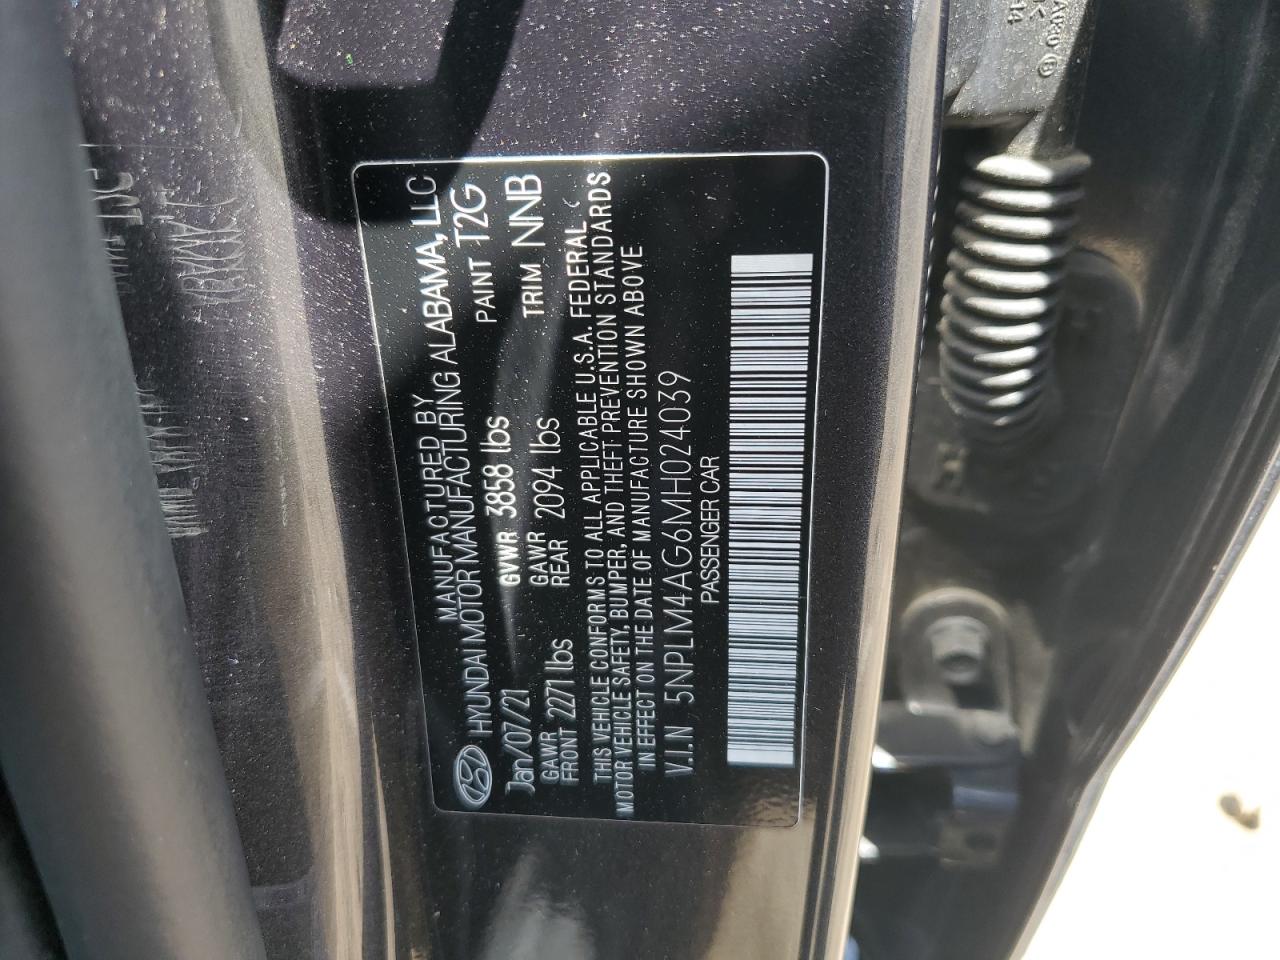 MANUFACTURED BY
HYUNDAI MOTOR MANUFACTURING ALABAMA, LLC
Jan/07/21 GVWR 3858 lbs PAINT T2G
GAWR FRONT 2271 lbs GAWR REAR 2094 lbs TRIM NNB
THIS VEHICLE CONFORMS TO ALL APPLICABLE U.S.A. FEDERAL
MOTOR VEHICLE SAFETY, BUMPER, AND THEFT PREVENTION STANDARDS
IN EFFECT ON THE DATE OF MANUFACTURE SHOWN ABOVE
V.I.N 5NPLM4AG6MH024039
PASSENGER CAR